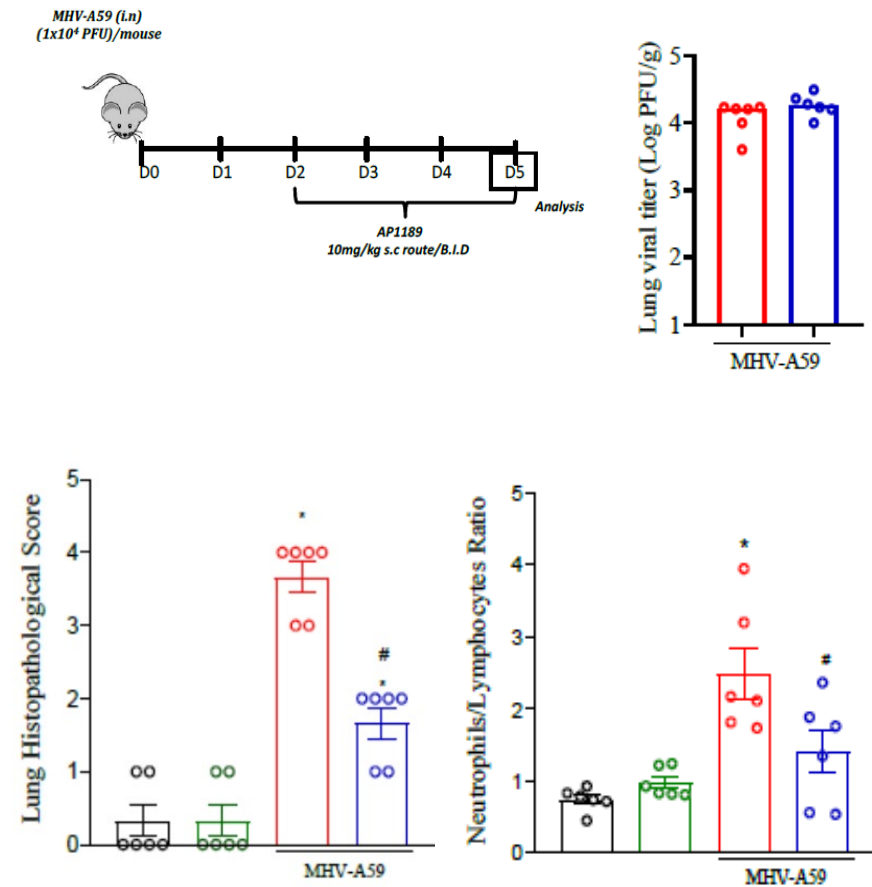 MHV-A59 (i.n)
(1x10⁴ PFU)/mouse
D0 D1 D2 D3 D4 D5
Analysis
AP1189
10mg/kg s.c route/B.I.D
Lung viral titer (Log PFU/g)
5
4
3
2
1
MHV-A59
Lung Histopathological Score
5
4
3
2
1
0
*
#
*
MHV-A59
Neutrophils/Lymphocytes Ratio
5
4
3
2
1
0
*
#
MHV-A59